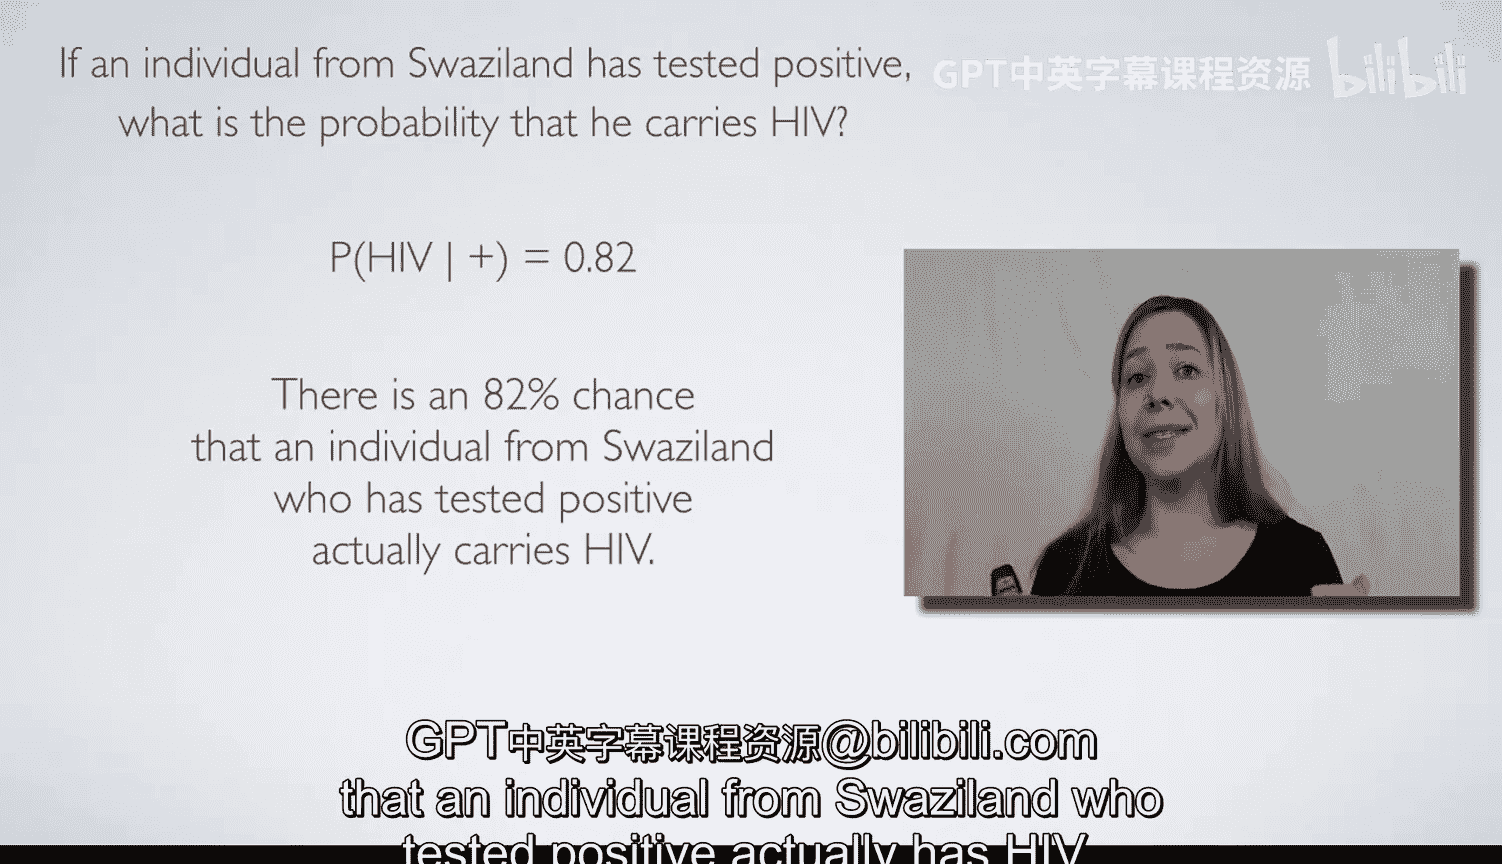 If an individual from Swaziland has tested positive,
what is the probability that he carries HIV?
GPT中英字幕课程资源 bilibili
P(HIV | +) = 0.82
There is an 82% chance
that an individual from Swaziland
who has tested positive
actually carries HIV.
GPT中英字幕课程资源@bilibili.com
that an individual from Swaziland who
tested positive actually has HIV